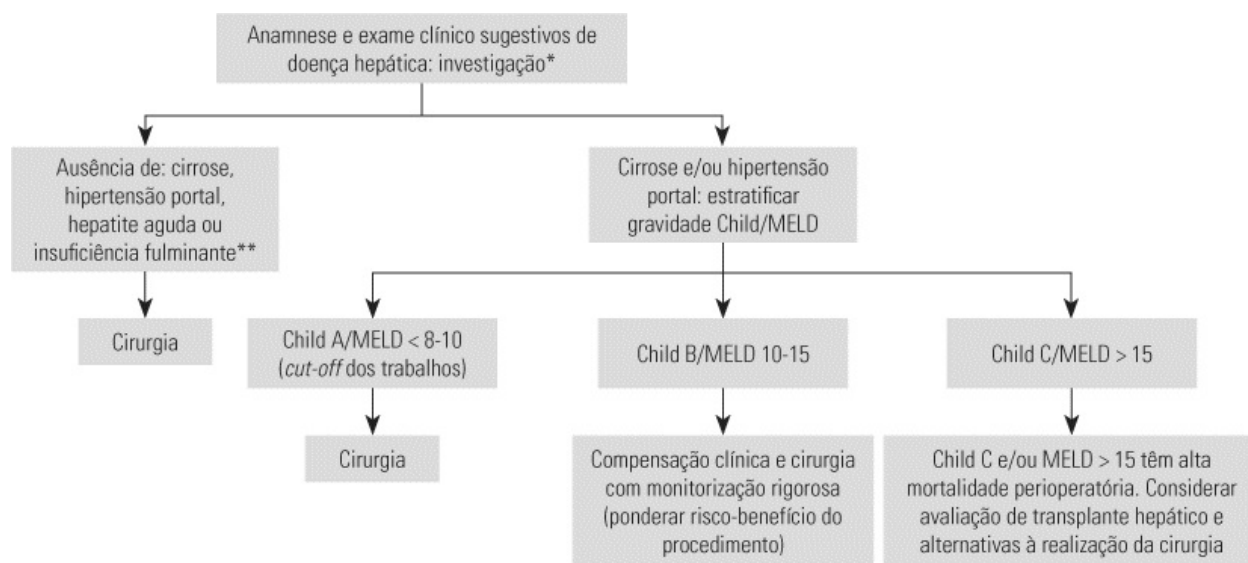 Anamnese e exame clínico sugestivos de
doença hepática: investigação*
Ausência de: cirrose,
hipertensão portal,
hepatite aguda ou
insuficiência fulminante**
Cirrose e/ou hipertensão
portal: estratificar
gravidade Child/MELD
Cirurgia
Child A/MELD < 8-10
(cut-off dos trabalhos)
Child B/MELD 10-15
Child C/MELD > 15
Cirurgia
Compensação clínica e cirurgia
com monitorização rigorosa
(ponderar risco-benefício do
procedimento)
Child C e/ou MELD > 15 têm alta
mortalidade perioperatória. Considerar
avaliação de transplante hepático e
alternativas à realização da cirurgia